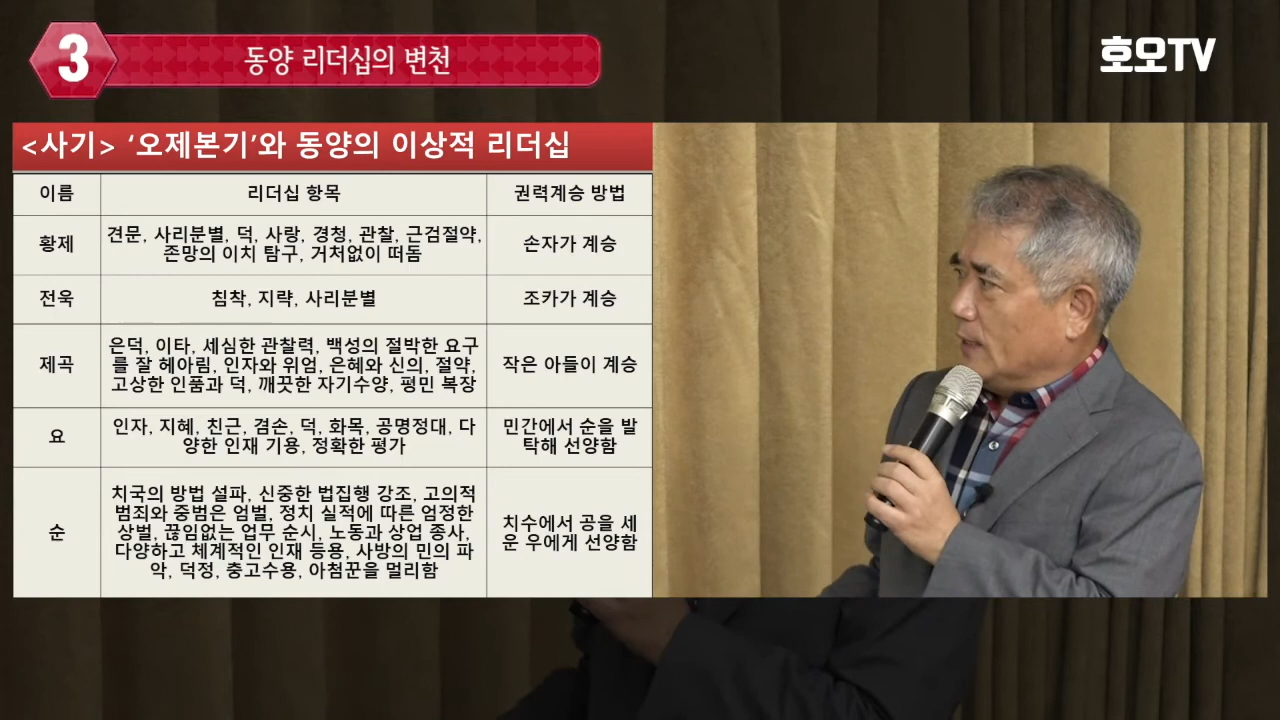 3
동양 리더십의 변천
호오TV
<사기> ‘오제본기’와 동양의 이상적 리더십
이름 리더십 항목 권력계승 방법
황제
견문, 사리분별, 덕, 사랑, 경청, 관찰, 근검절약,
존망의 이치 탐구, 거처없이 떠돔
손자가 계승
전욱
침착, 지략, 사리분별
조카가 계승
제곡
은덕, 이타, 세심한 관찰력, 백성의 절박한 요구
를 잘 헤아림, 인자와 위엄, 은혜와 신의, 절약,
고상한 인품과 덕, 깨끗한 자기수양, 평민 복장
작은 아들이 계승
요
인자, 지혜, 친근, 겸손, 덕, 화목, 공명정대, 다
양한 인재 기용, 정확한 평가
민간에서 순을 발
탁해 선양함
순
치국의 방법 설파, 신중한 법집행 강조, 고의적
범죄와 중범은 엄벌, 정치 실적에 따른 엄정한
상벌, 끊임없는 업무 순시, 노동과 상업 종사,
다양하고 체계적인 인재 등용, 사방의 민의 파
악, 덕정, 충고수용, 아첨꾼을 멀리함
치수에서 공을 세
운 우에게 선양함